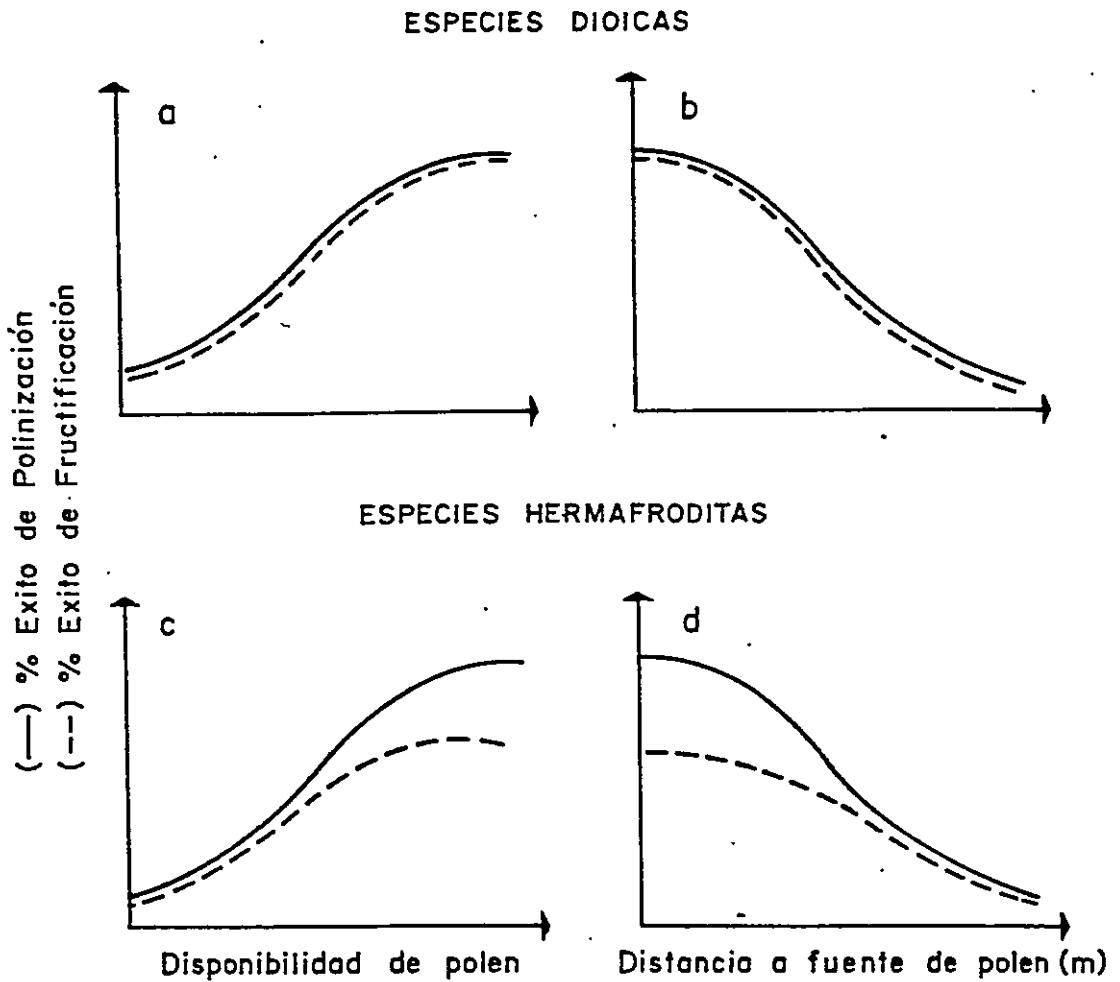 ESPECIES DIOICAS
a
b
(—) % Exito de Polinización
(---) % Exito de Fructificación
ESPECIES HERMAFRODITAS
c
d
Disponibilidad de polen
Distancia a fuente de polen (m)